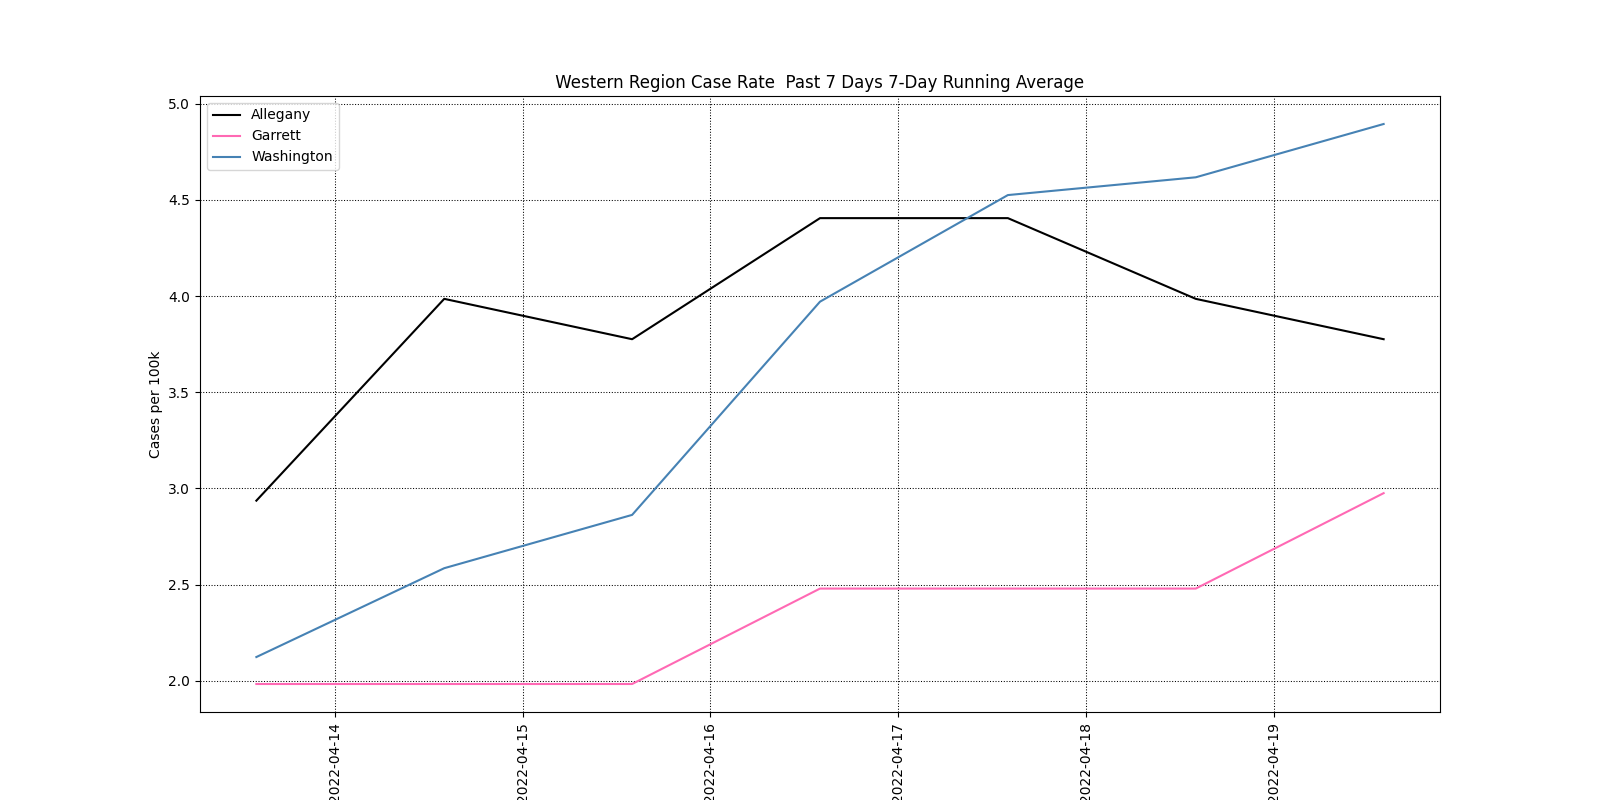 Western Region Case Rate  Past 7 Days 7-Day Running Average
Allegany
Garrett
Washington
Cases per 100k
5.0
4.5
4.0
3.5
3.0
2.5
2.0
2022-04-14
2022-04-15
2022-04-16
2022-04-17
2022-04-18
2022-04-19